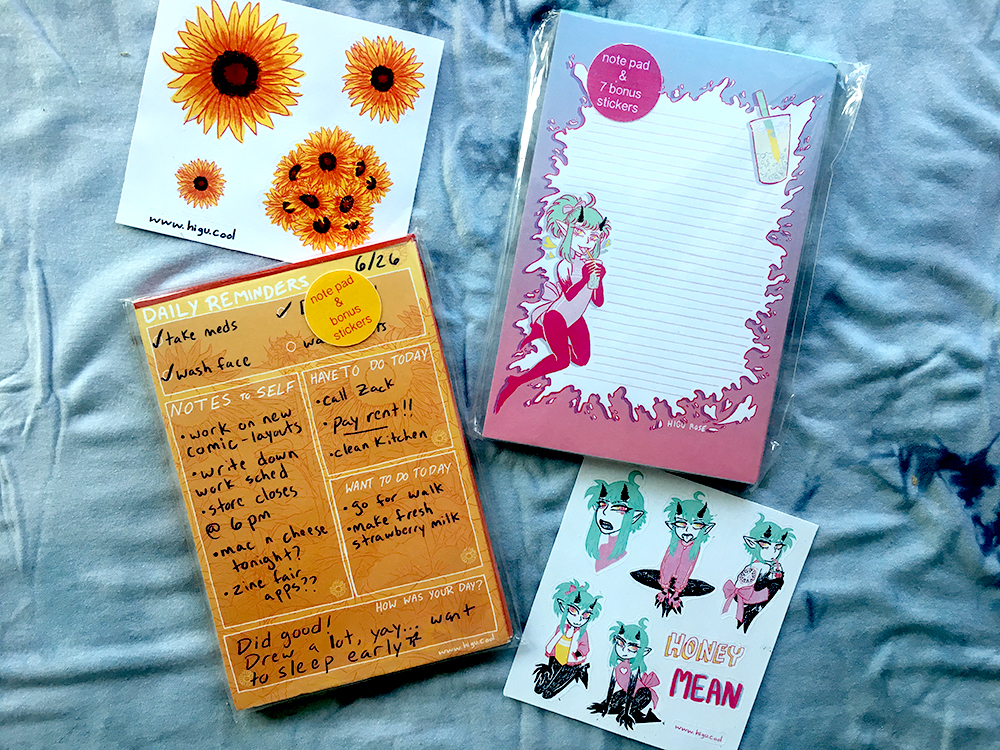 www.higu.cool
note pad
&
7 bonus
stickers
HIGU ROSE
6/26
DAILY REMINDERS
note pad
&
bonus
stickers
✓take meds
✓wash face
NOTES TO SELF
•work on new
comic-layouts
•write down
work sched
•store closes
@ 6pm
•mac n cheese
tonight?
•zine fair
apps??
HAVE TO DO TODAY
•call Zack
•pay rent!!
•clean Kitchen
WANT TO DO TODAY
•go for walk
•make fresh
strawberry milk
HOW WAS YOUR DAY?
Did good!
Drew a lot, yay... want
to sleep early
www.higu.cool
HONEY
MEAN
www.higu.cool